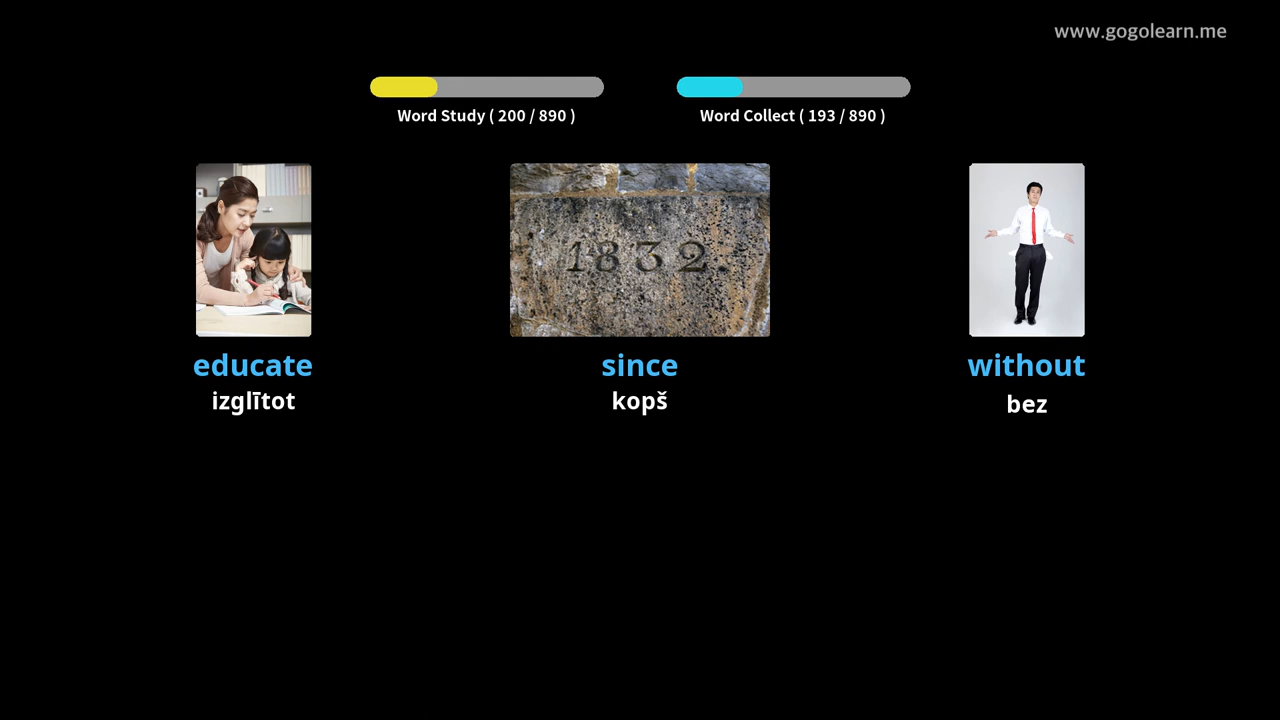 www.gogolearn.me
Word Study ( 200 / 890 )
Word Collect ( 193 / 890 )
1832.
educate
since
without
izglītot
kopš
bez